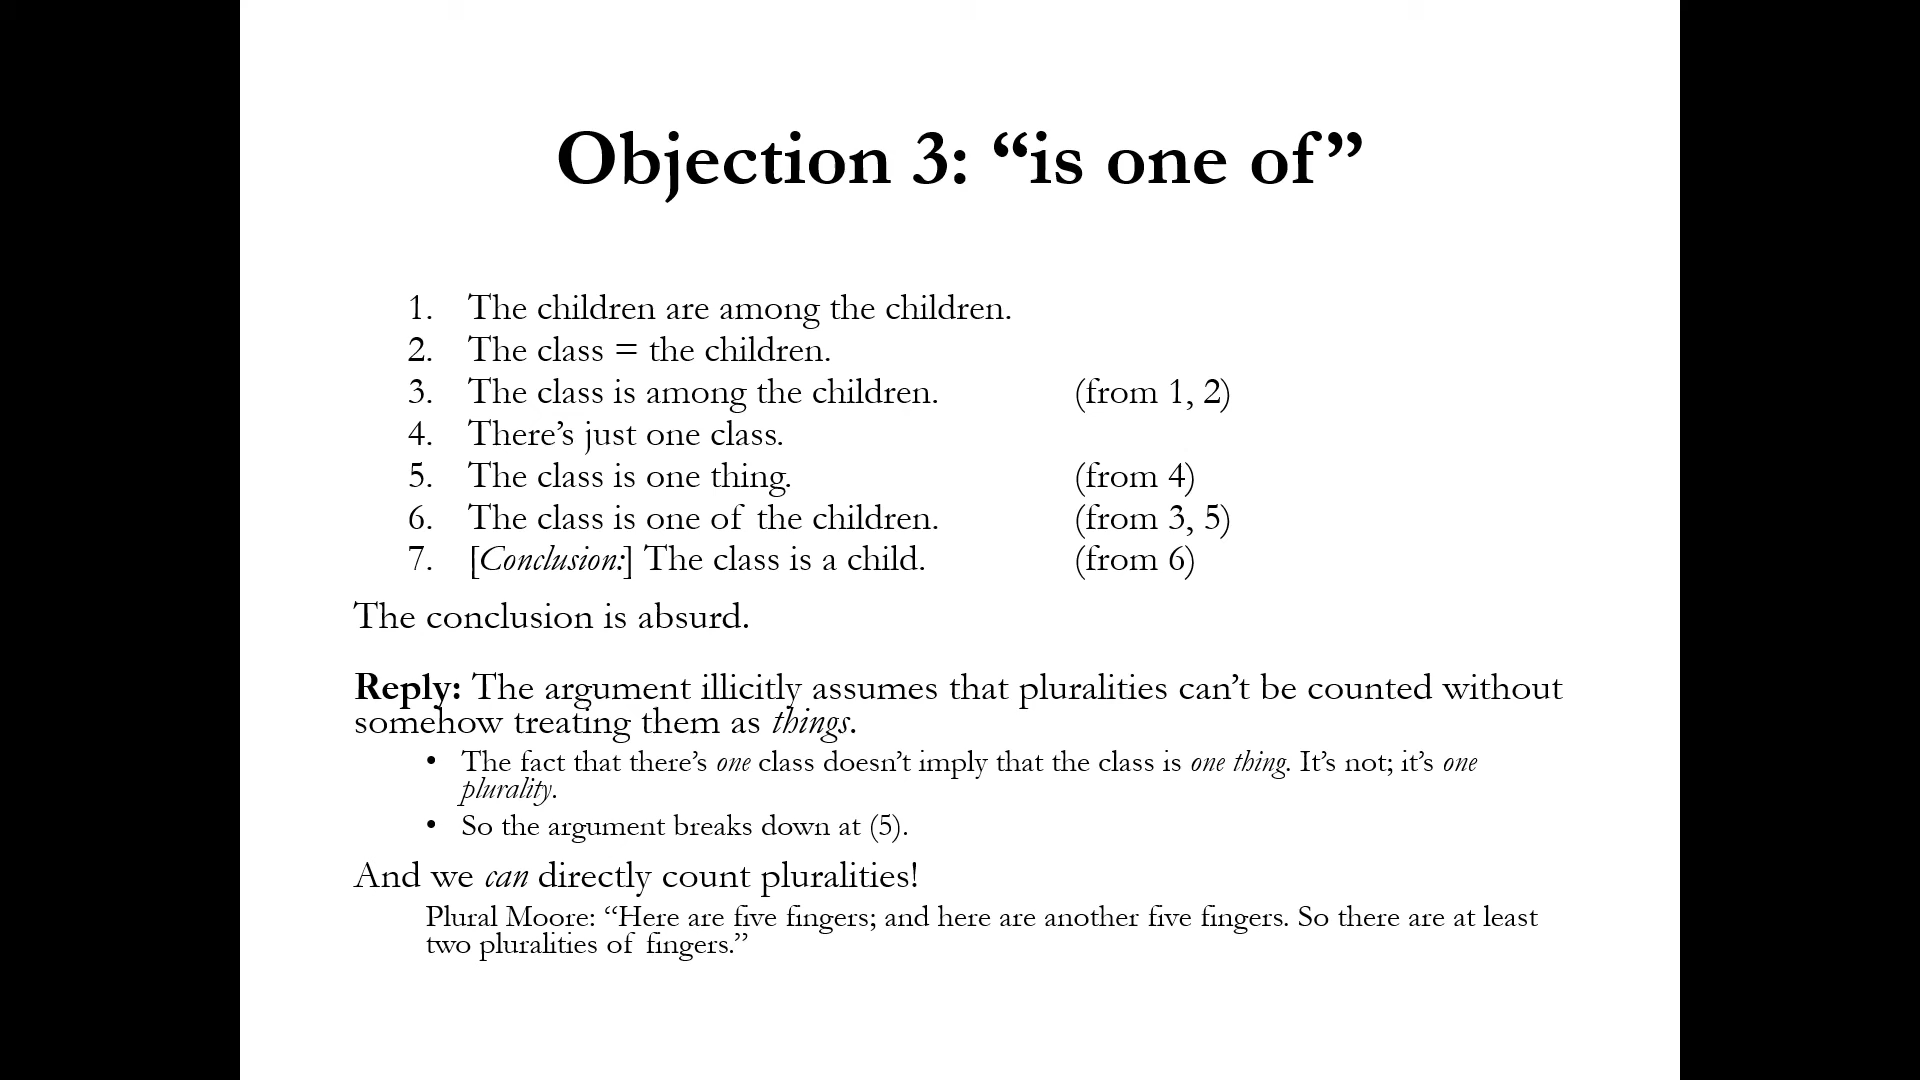 Objection 3: “is one of”
1. The children are among the children.
2. The class = the children.
3. The class is among the children. (from 1, 2)
4. There’s just one class.
5. The class is one thing. (from 4)
6. The class is one of the children. (from 3, 5)
7. [Conclusion:] The class is a child. (from 6)
The conclusion is absurd.
Reply: The argument illicitly assumes that pluralities can’t be counted without
somehow treating them as things.
• The fact that there’s one class doesn’t imply that the class is one thing. It’s not; it’s one
plurality.
• So the argument breaks down at (5).
And we can directly count pluralities!
Plural Moore: “Here are five fingers; and here are another five fingers. So there are at least
two pluralities of fingers.”